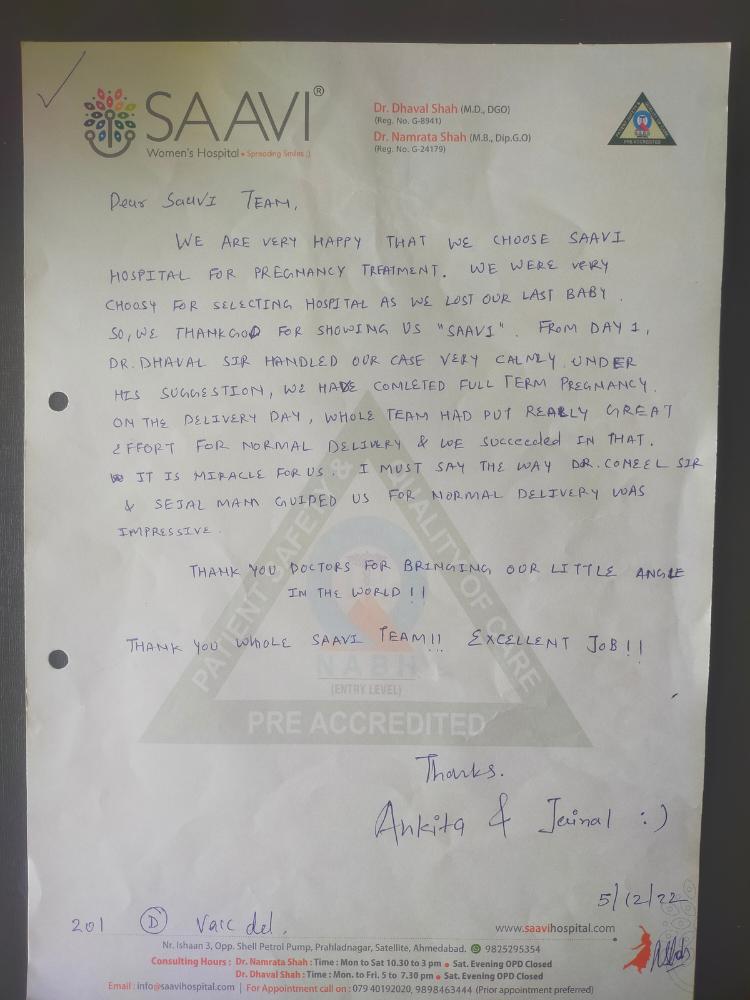 SAAVI®
Women's Hospital • Spreading Smiles :)
Dr. Dhaval Shah (M.D., DGO)
(Reg. No. G-8941)
Dr. Namrata Shah (M.B., Dip.G.O)
(Reg. No. G-24179)
PRE ACCREDITED
Dear SAAVI TEAM,
WE ARE VERY HAPPY THAT WE CHOOSE SAAVI
HOSPITAL FOR PREGNANCY TREATMENT. WE WERE VERY
CHOOSY FOR SELECTING HOSPITAL AS WE LOST OUR LAST BABY.
SO, WE THANK GOD FOR SHOWING US "SAAVI". FROM DAY 1,
DR. DHAVAL SIR HANDLED OUR CASE VERY CALMLY. UNDER
HIS SUGGESTION, WE HAVE COMLETED FULL TERM PREGNANCY.
ON THE DELIVERY DAY, WHOLE TEAM HAD PUT REALLY GREAT
EFFORT FOR NORMAL DELIVERY & WE SUCCEEDED IN THAT.
IT IS MIRACLE FOR US. I MUST SAY THE WAY DR. CONEEL SIR
& SEJAL MAM GUIDED US FOR NORMAL DELIVERY WAS
IMPRESSIVE.
THANK YOU DOCTORS FOR BRINGING OUR LITTLE ANGLE
IN THE WORLD!!
THANK YOU WHOLE SAAVI TEAM!! EXCELLENT JOB!!
PATIENT SAFETY & QUALITY OF CARE
NABH
(ENTRY LEVEL)
PRE ACCREDITED
Thanks.
Ankita & Jainal :)
5/12/22
201 D Vacc del.
www.saavihospital.com
Nr. Ishaan 3, Opp. Shell Petrol Pump, Prahladnagar, Satellite, Ahmedabad. 9825295354
Consulting Hours : Dr. Namrata Shah : Time : Mon to Sat 10.30 to 3 pm • Sat. Evening OPD Closed
Dr. Dhaval Shah : Time : Mon. to Fri. 5 to 7.30 pm • Sat. Evening OPD Closed
Email : info@saavihospital.com | For Appointment call on : 079 40192020, 9898463444 (Prior appointment preferred)